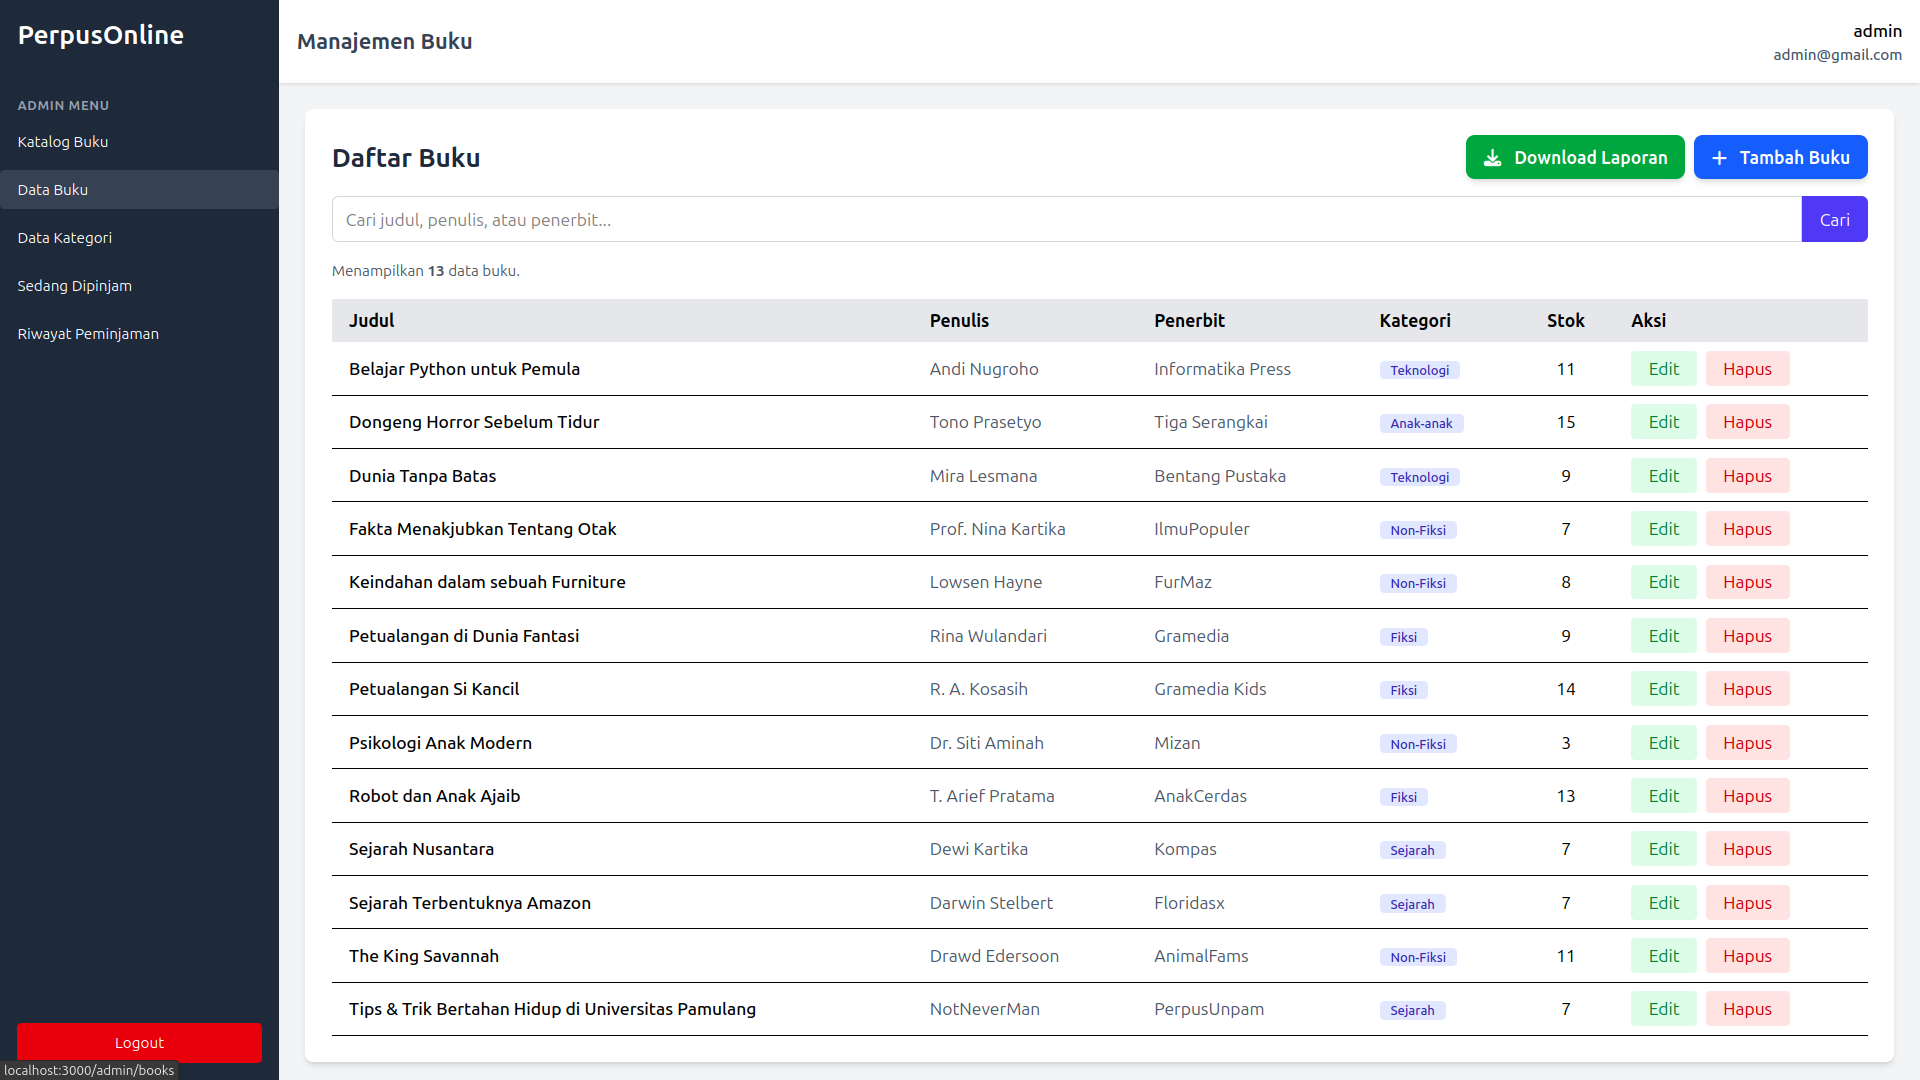 PerpusOnline
ADMIN MENU
Katalog Buku
Data Buku
Data Kategori
Sedang Dipinjam
Riwayat Peminjaman
Logout
localhost:3000/admin/books
Manajemen Buku
admin
admin@gmail.com
Daftar Buku
Download Laporan
Tambah Buku
Cari judul, penulis, atau penerbit...
Cari
Menampilkan 13 data buku.
Judul Penulis Penerbit Kategori Stok Aksi
Belajar Python untuk Pemula Andi Nugroho Informatika Press Teknologi 11 Edit Hapus
Dongeng Horror Sebelum Tidur Tono Prasetyo Tiga Serangkai Anak-anak 15 Edit Hapus
Dunia Tanpa Batas Mira Lesmana Bentang Pustaka Teknologi 9 Edit Hapus
Fakta Menakjubkan Tentang Otak Prof. Nina Kartika IlmuPopuler Non-Fiksi 7 Edit Hapus
Keindahan dalam sebuah Furniture Lowsen Hayne FurMaz Non-Fiksi 8 Edit Hapus
Petualangan di Dunia Fantasi Rina Wulandari Gramedia Fiksi 9 Edit Hapus
Petualangan Si Kancil R. A. Kosasih Gramedia Kids Fiksi 14 Edit Hapus
Psikologi Anak Modern Dr. Siti Aminah Mizan Non-Fiksi 3 Edit Hapus
Robot dan Anak Ajaib T. Arief Pratama AnakCerdas Fiksi 13 Edit Hapus
Sejarah Nusantara Dewi Kartika Kompas Sejarah 7 Edit Hapus
Sejarah Terbentuknya Amazon Darwin Stelbert Floridasx Sejarah 7 Edit Hapus
The King Savannah Drawd Edersoon AnimalFams Non-Fiksi 11 Edit Hapus
Tips & Trik Bertahan Hidup di Universitas Pamulang NotNeverMan PerpusUnpam Sejarah 7 Edit Hapus